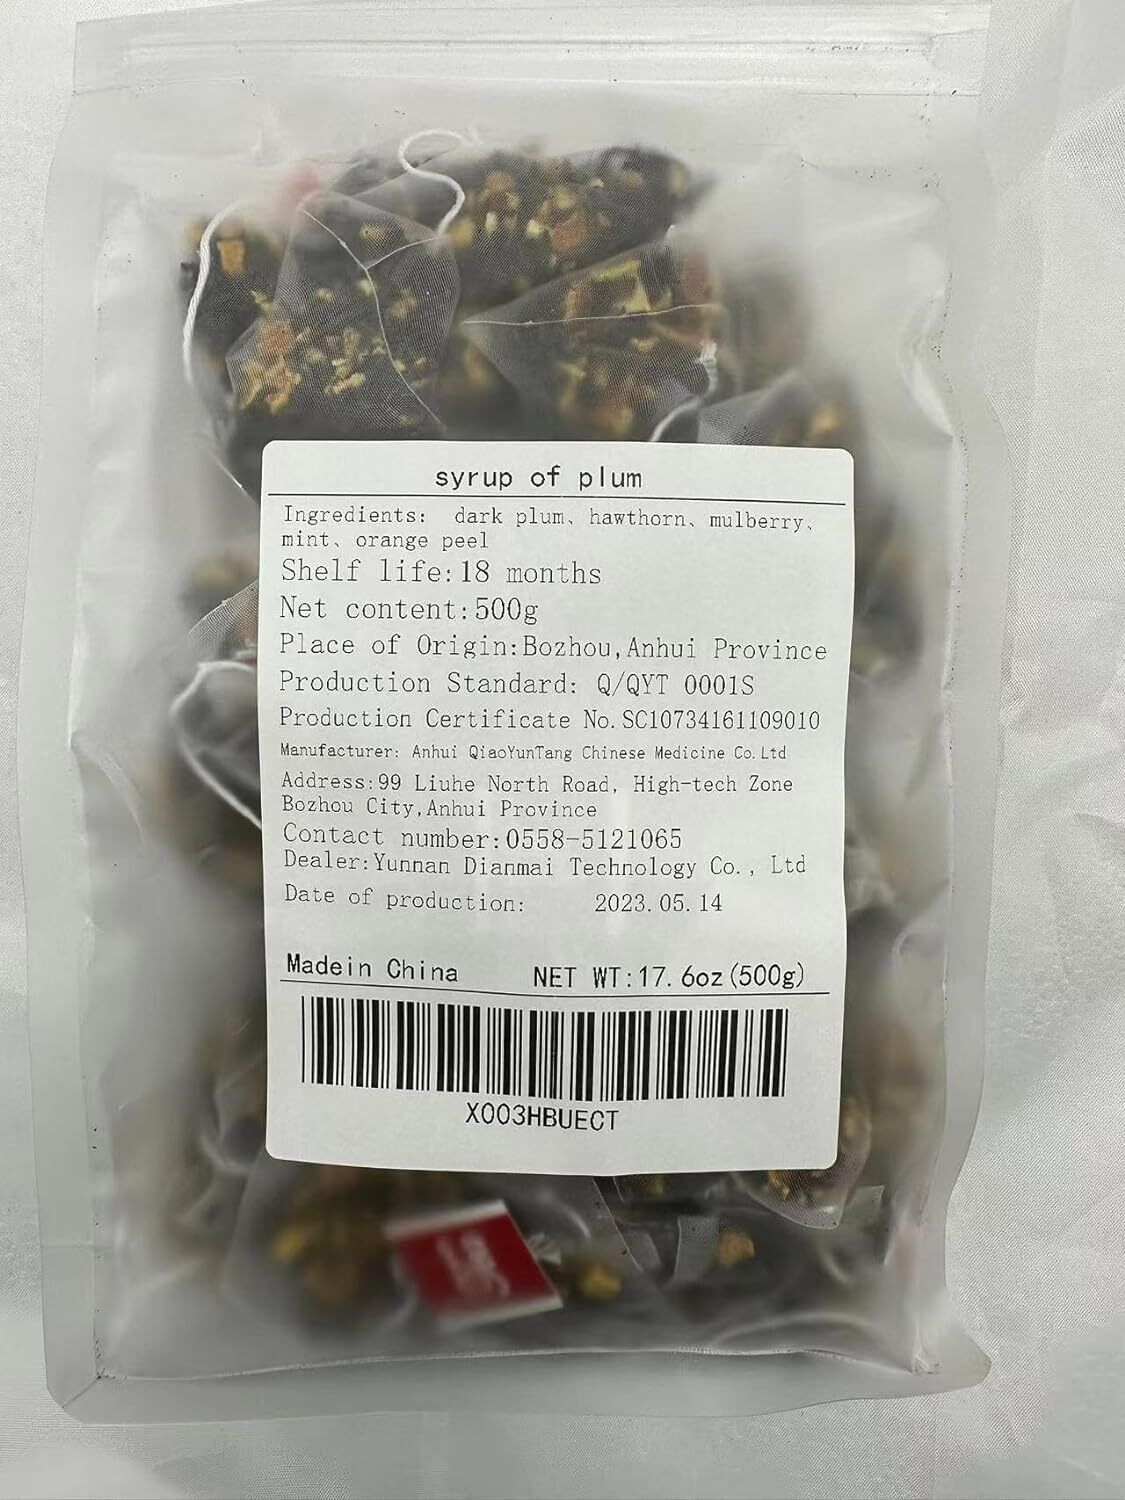 syrup of plum
Ingredients: dark plum、hawthorn、mulberry、
mint、orange peel
Shelf life:18 months
Net content:500g
Place of Origin:Bozhou,Anhui Province
Production Standard: Q/QYT 0001S
Production Certificate No.SC10734161109010
Manufacturer: Anhui QiaoYunTang Chinese Medicine Co.Ltd
Address:99 Liuhe North Road, High-tech Zone
Bozhou City,Anhui Province
Contact number:0558-5121065
Dealer:Yunnan Dianmai Technology Co., Ltd
Date of production: 2023.05.14
Madein China NET WT:17.6oz(500g)
X003HBUECT